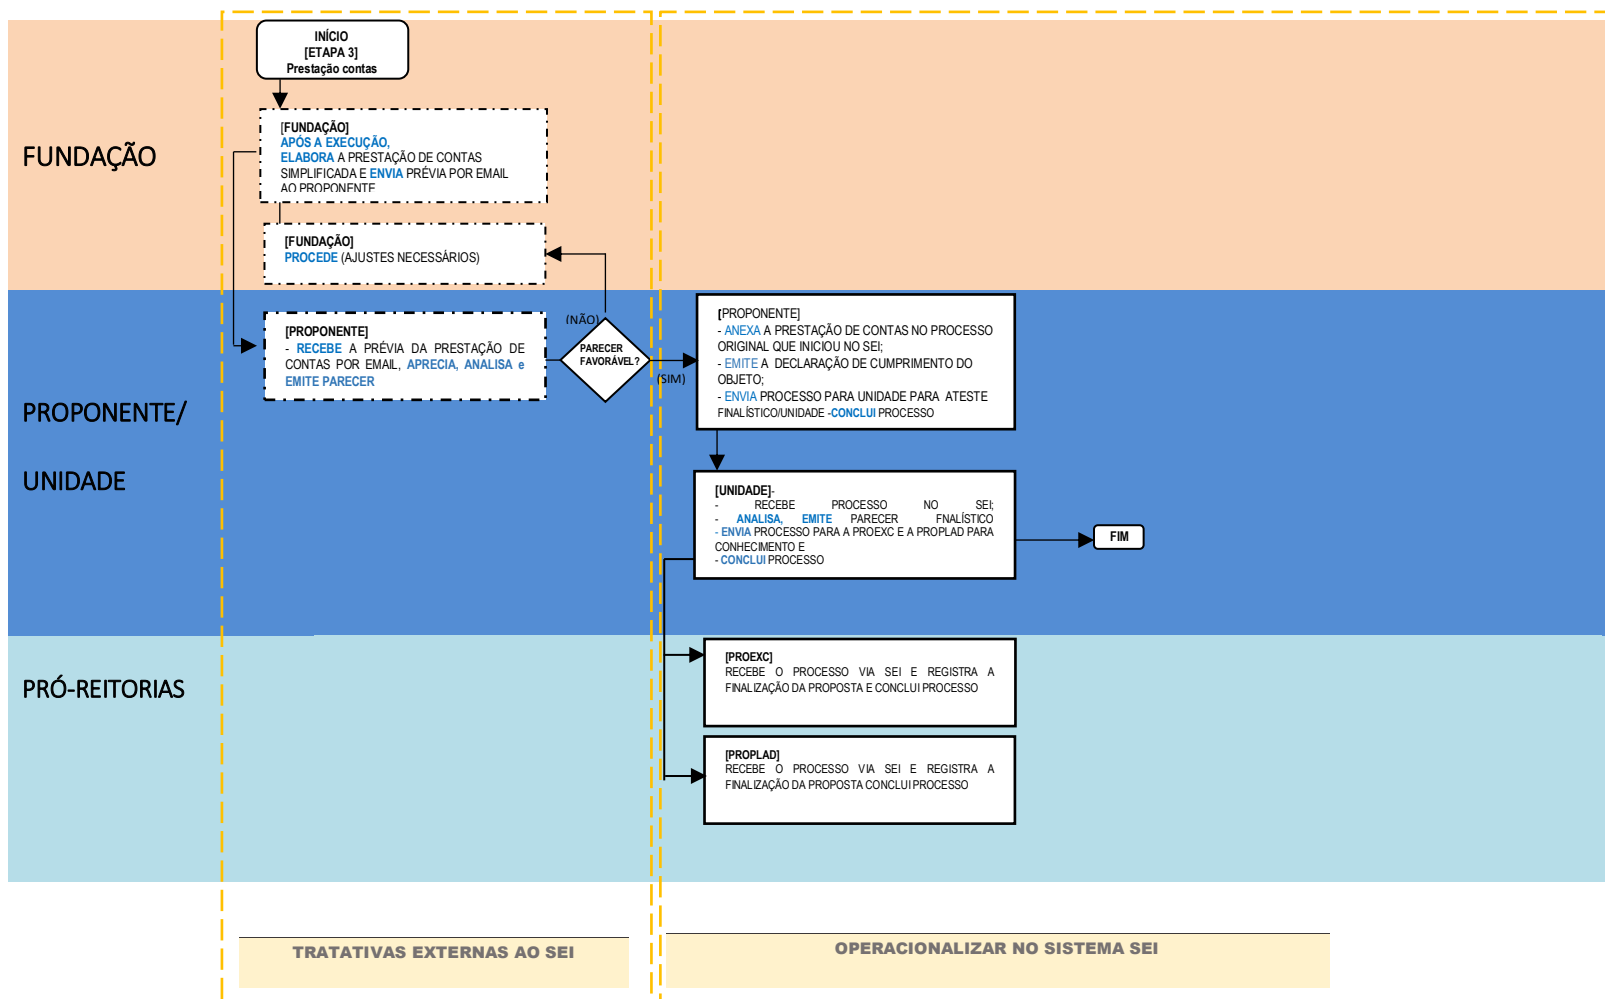 INÍCIO
[ETAPA 3]
Prestação contas
FUNDAÇÃO
[FUNDAÇÃO]
APÓS A EXECUÇÃO,
ELABORA A PRESTAÇÃO DE CONTAS
SIMPLIFICADA E ENVIA PRÉVIA POR EMAIL
AO PROPONENTE
[FUNDAÇÃO]
PROCEDE (AJUSTES NECESSÁRIOS)
PROPONENTE/
UNIDADE
[PROPONENTE]
- RECEBE A PRÉVIA DA PRESTAÇÃO DE
CONTAS POR EMAIL, APRECIA, ANALISA e
EMITE PARECER
(NÃO)
PARECER
FAVORÁVEL?
(SIM)
[PROPONENTE]
- ANEXA A PRESTAÇÃO DE CONTAS NO PROCESSO
ORIGINAL QUE INICIOU NO SEI;
- EMITE A DECLARAÇÃO DE CUMPRIMENTO DO
OBJETO;
- ENVIA PROCESSO PARA UNIDADE PARA ATESTE
FINALÍSTICO/UNIDADE -CONCLUI PROCESSO
[UNIDADE]-
- RECEBE PROCESSO NO SEI;
- ANALISA, EMITE PARECER FNALÍSTICO
- ENVIA PROCESSO PARA A PROEXC E A PROPLAD PARA
CONHECIMENTO E
- CONCLUI PROCESSO
FIM
PRÓ-REITORIAS
[PROEXC]
RECEBE O PROCESSO VIA SEI E REGISTRA A
FINALIZAÇÃO DA PROPOSTA E CONCLUI PROCESSO
[PROPLAD]
RECEBE O PROCESSO VIA SEI E REGISTRA A
FINALIZAÇÃO DA PROPOSTA CONCLUI PROCESSO
TRATATIVAS EXTERNAS AO SEI
OPERACIONALIZAR NO SISTEMA SEI